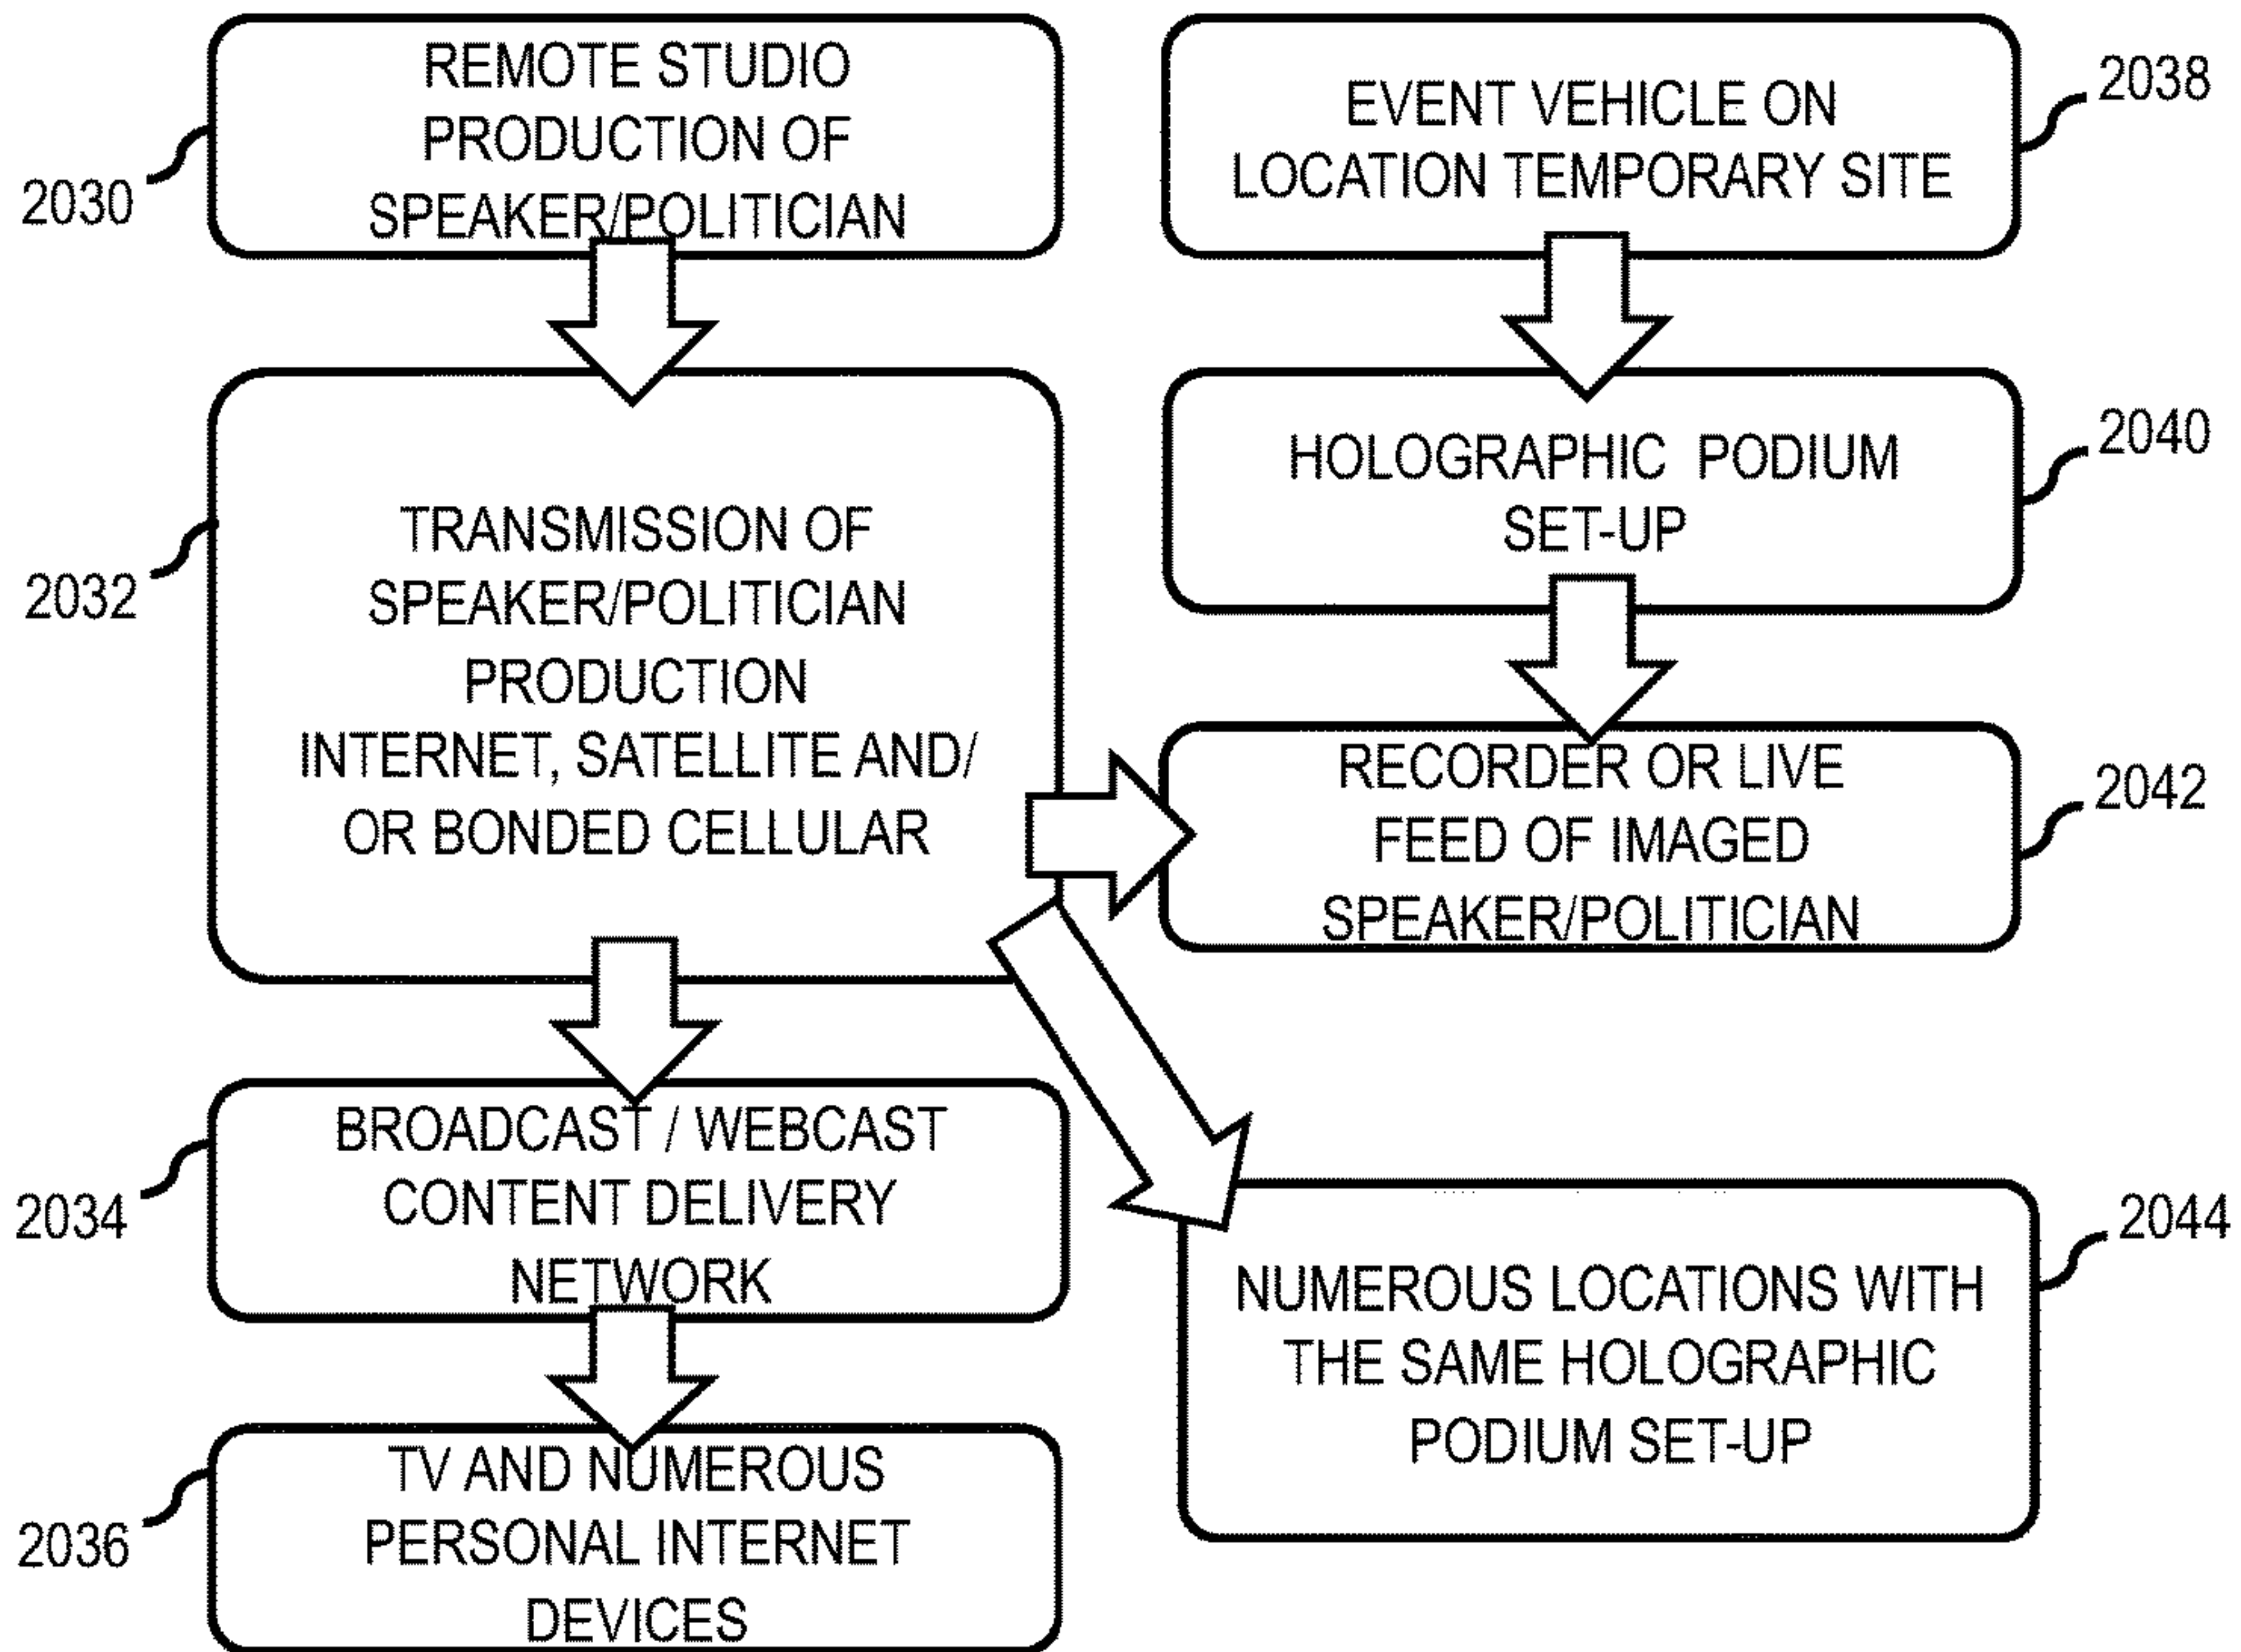 REMOTE STUDIO
PRODUCTION OF
SPEAKER/POLITICIAN
2030
TRANSMISSION OF
SPEAKER/POLITICIAN
PRODUCTION
INTERNET, SATELLITE AND/
OR BONDED CELLULAR
2032
BROADCAST / WEBCAST
CONTENT DELIVERY
NETWORK
2034
TV AND NUMEROUS
PERSONAL INTERNET
DEVICES
2036
EVENT VEHICLE ON
LOCATION TEMPORARY SITE
2038
HOLOGRAPHIC PODIUM
SET-UP
2040
RECORDER OR LIVE
FEED OF IMAGED
SPEAKER/POLITICIAN
2042
NUMEROUS LOCATIONS WITH
THE SAME HOLOGRAPHIC
PODIUM SET-UP
2044